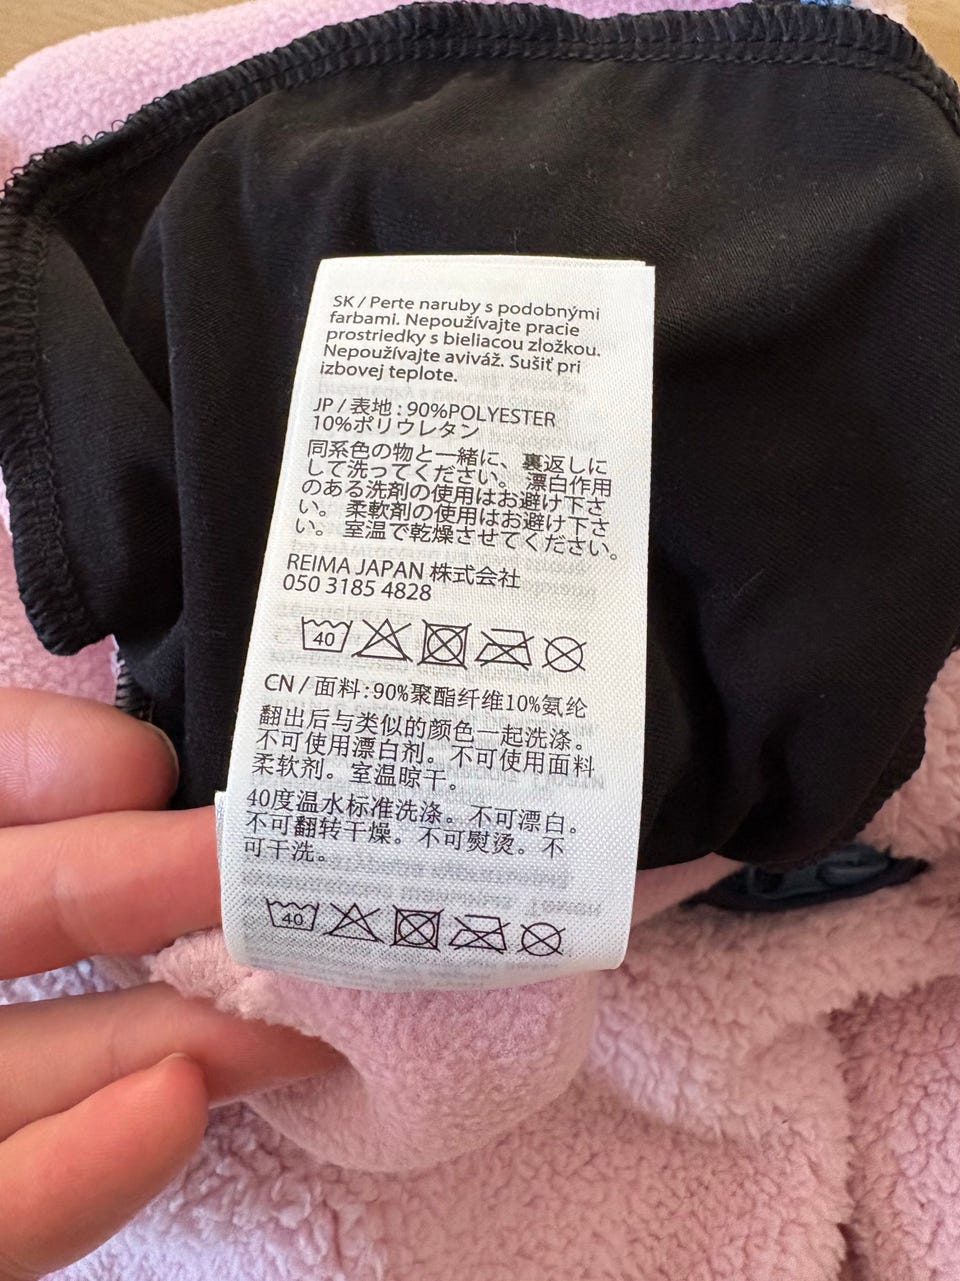 SK / Perte naruby s podobnými
farbami. Nepoužívajte pracie
prostriedky s bieliacou zložkou.
Nepoužívajte aviváž. Sušiť pri
izbovej teplote.
JP / 表地 : 90%POLYESTER
10%ポリウレタン
同系色の物と一緒に、裏返しに
して洗ってください。 漂白作用
のある洗剤の使用はお避け下さ
い。 柔軟剤の使用はお避け下さ
い。 室温で乾燥させてください。
REIMA JAPAN 株式会社
050 3185 4828
40
CN / 面料:90%聚酯纤维10%氨纶
翻出后与类似的颜色一起洗涤。
不可使用漂白剂。不可使用面料
柔软剂。室温晾干。
40度温水标准洗涤。不可漂白。
不可翻转干燥。不可熨烫。不
可干洗。
40